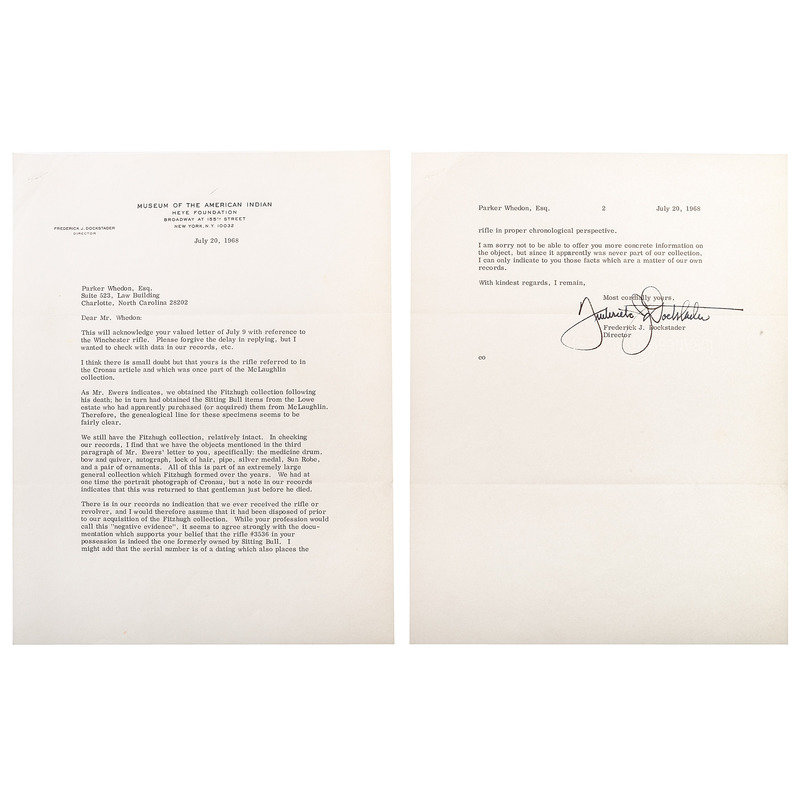 MUSEUM OF THE AMERICAN INDIAN
HEYE FOUNDATION
BROADWAY AT 155TH STREET
NEW YORK, N.Y. 10032
FREDERICK J. DOCKSTADER
DIRECTOR
July 20, 1968
Parker Whedon, Esq.
Suite 523, Law Building
Charlotte, North Carolina 28202
Dear Mr. Whedon:
This will acknowledge your valued letter of July 9 with reference to
the Winchester rifle. Please forgive the delay in replying, but I
wanted to check with data in our records, etc.
I think there is small doubt but that yours is the rifle referred to in
the Cronau article and which was once part of the McLaughlin
collection.
As Mr. Ewers indicates, we obtained the Fitzhugh collection following
his death; he in turn had obtained the Sitting Bull items from the Lowe
estate who had apparently purchased (or acquired) them from McLaughlin.
Therefore, the genealogical line for these specimens seems to be
fairly clear.
We still have the Fitzhugh collection, relatively intact. In checking
our records, I find that we have the objects mentioned in the third
paragraph of Mr. Ewers' letter to you, specifically: the medicine drum,
bow and quiver, autograph, lock of hair, pipe, silver medal, Sun Robe,
and a pair of ornaments. All of this is part of an extremely large
general collection which Fitzhugh formed over the years. We had at
one time the portrait photograph of Cronau, but a note in our records
indicates that this was returned to that gentleman just before he died.
There is in our records no indication that we ever received the rifle or
revolver, and I would therefore assume that it had been disposed of prior
to our acquisition of the Fitzhugh collection. While your profession would
call this "negative evidence", it seems to agree strongly with the docu-
mentation which supports your belief that the rifle #3536 in your
possession is indeed the one formerly owned by Sitting Bull. I
might add that the serial number is of a dating which also places the
Parker Whedon, Esq. 2 July 20, 1968
rifle in proper chronological perspective.
I am sorry not to be able to offer you more concrete information on
the object, but since it apparently was never part of our collection,
I can only indicate to you those facts which are a matter of our own
records.
With kindest regards, I remain,
Most cordially yours,
Frederick J. Dockstader
Frederick J. Dockstader
Director
eo